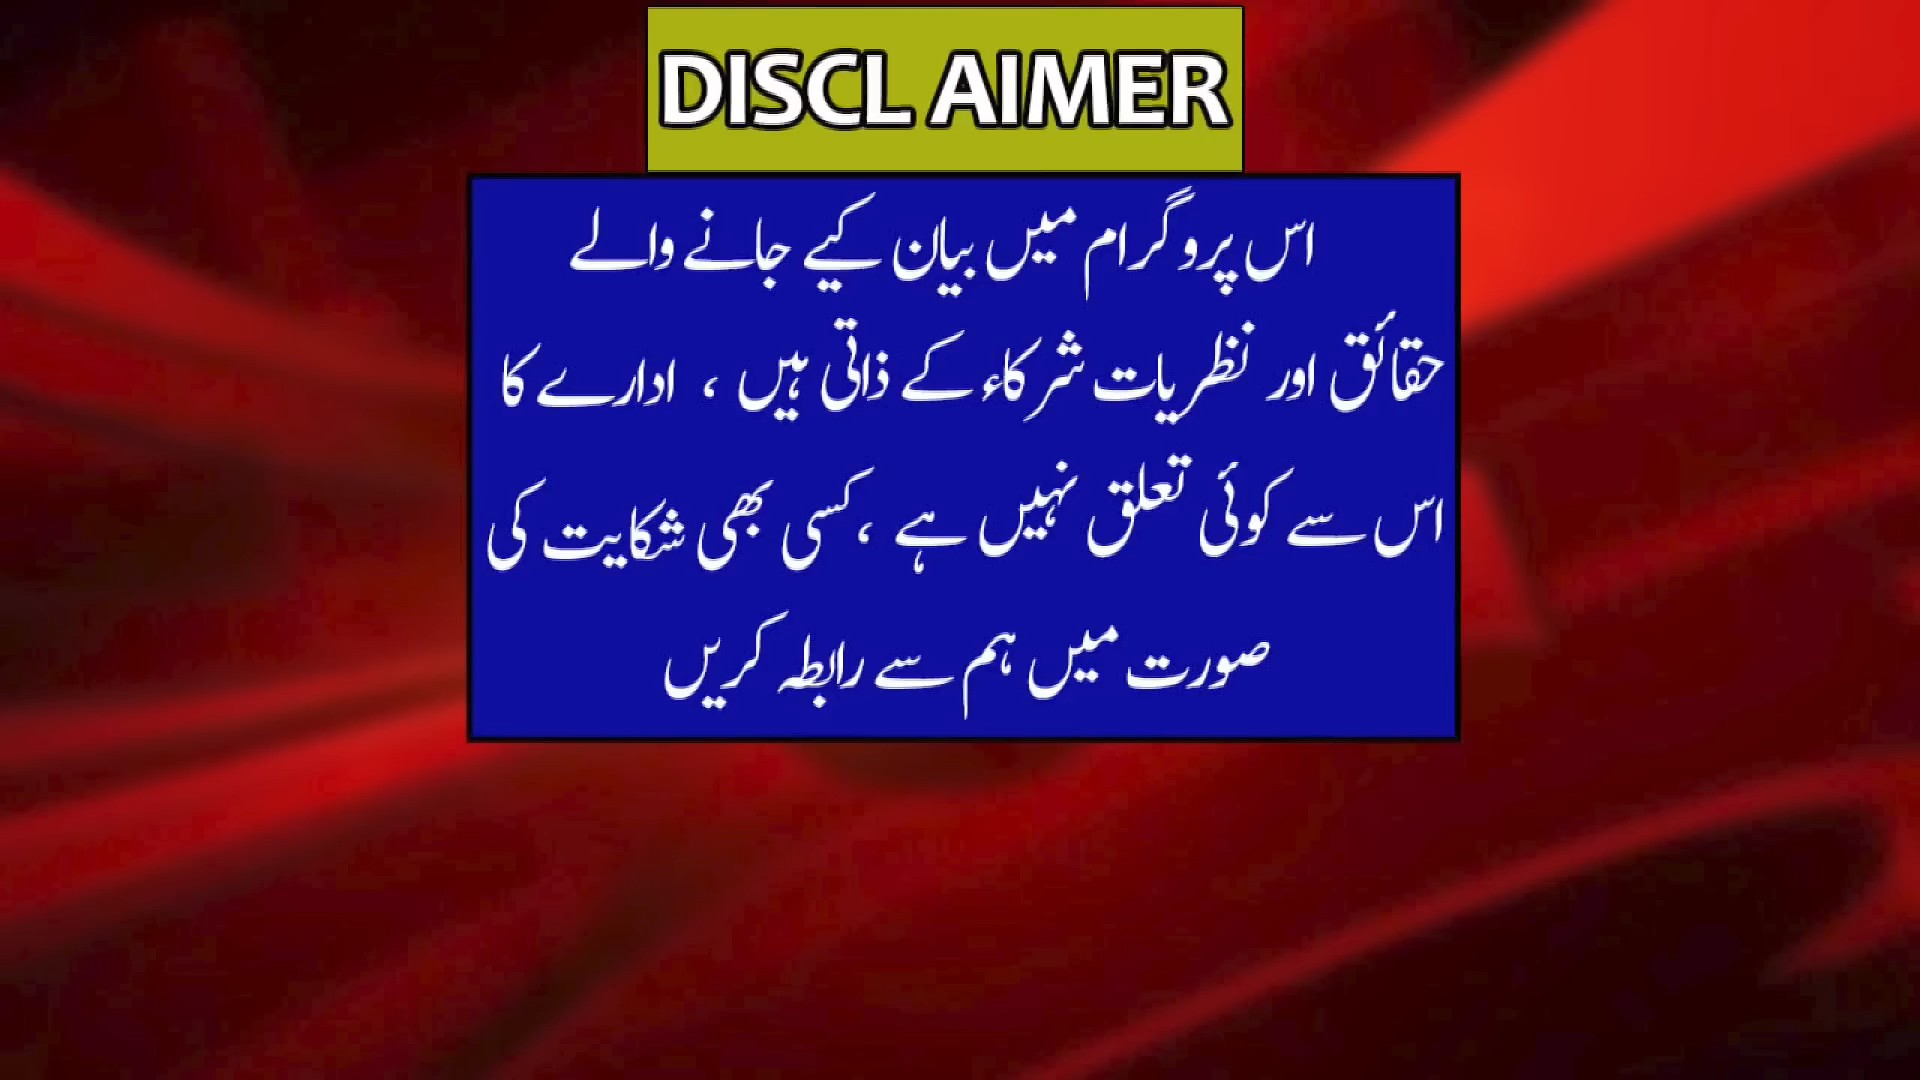 DISCL AIMER
اس پروگرام میں بیان کیے جانے والے
حقائق اور نظریات شرکاء کے ذاتی ہیں ، ادارے کا
اس سے کوئی تعلق نہیں ہے ،کسی بھی شکایت کی
صورت میں ہم سے رابطہ کریں